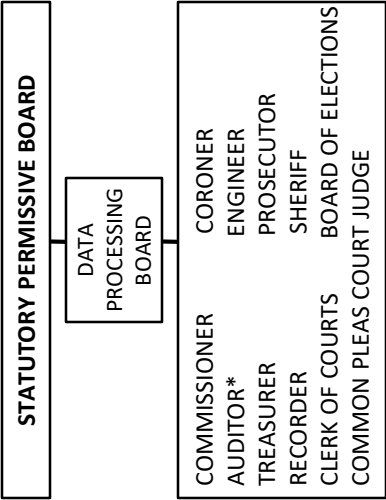 STATUTORY PERMISSIVE BOARD
DATA
PROCESSING
BOARD
COMMISSIONER CORONER
AUDITOR* ENGINEER
TREASURER PROSECUTOR
RECORDER SHERIFF
CLERK OF COURTS BOARD OF ELECTIONS
COMMON PLEAS COURT JUDGE